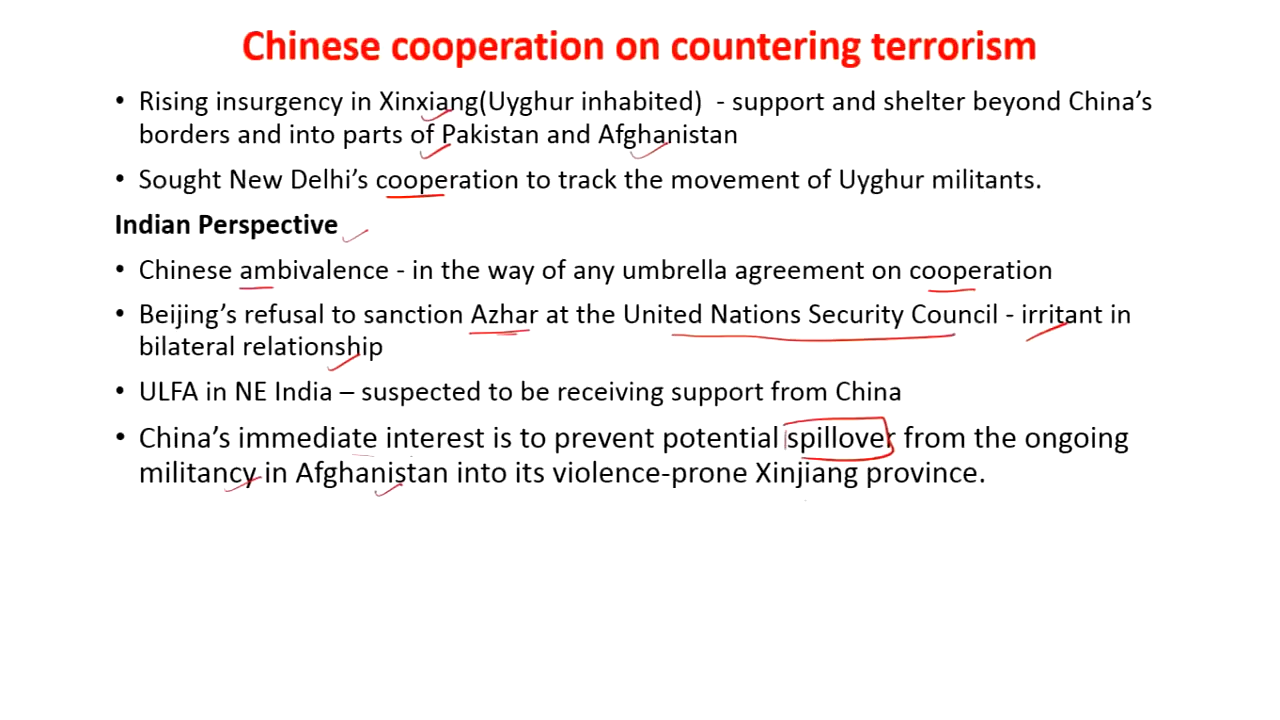 Chinese cooperation on countering terrorism
• Rising insurgency in Xinxiang(Uyghur inhabited) - support and shelter beyond China's
borders and into parts of Pakistan and Afghanistan
• Sought New Delhi's cooperation to track the movement of Uyghur militants.
Indian Perspective
• Chinese ambivalence - in the way of any umbrella agreement on cooperation
• Beijing's refusal to sanction Azhar at the United Nations Security Council - irritant in
bilateral relationship
• ULFA in NE India – suspected to be receiving support from China
• China's immediate interest is to prevent potential spillover from the ongoing
militancy in Afghanistan into its violence-prone Xinjiang province.